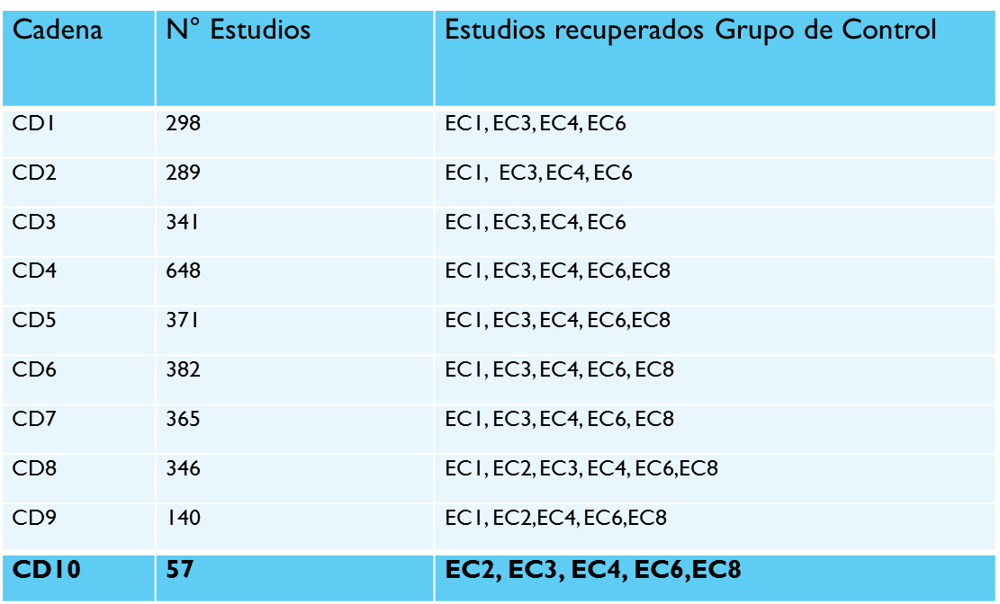 Cadena N° Estudios Estudios recuperados Grupo de Control
CD1 298 EC1, EC3, EC4, EC6
CD2 289 EC1, EC3, EC4, EC6
CD3 341 EC1, EC3, EC4, EC6
CD4 648 EC1, EC3, EC4, EC6,EC8
CD5 371 EC1, EC3, EC4, EC6,EC8
CD6 382 EC1, EC3, EC4, EC6, EC8
CD7 365 EC1, EC3, EC4, EC6, EC8
CD8 346 EC1, EC2, EC3, EC4, EC6,EC8
CD9 140 EC1, EC2,EC4, EC6,EC8
CD10 57 EC2, EC3, EC4, EC6,EC8